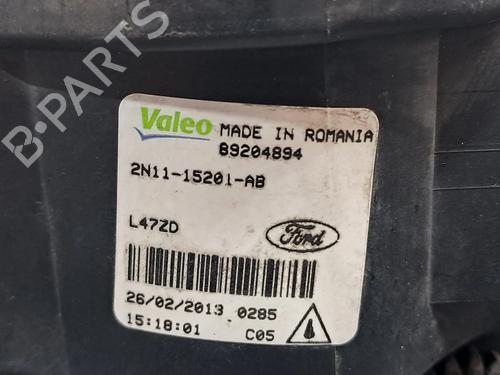 Valeo MADE IN ROMANIA
89204894
2N11-15201-AB
L47ZD
Ford
26/02/2013 0285
15:18:01 C05
B-PARTS